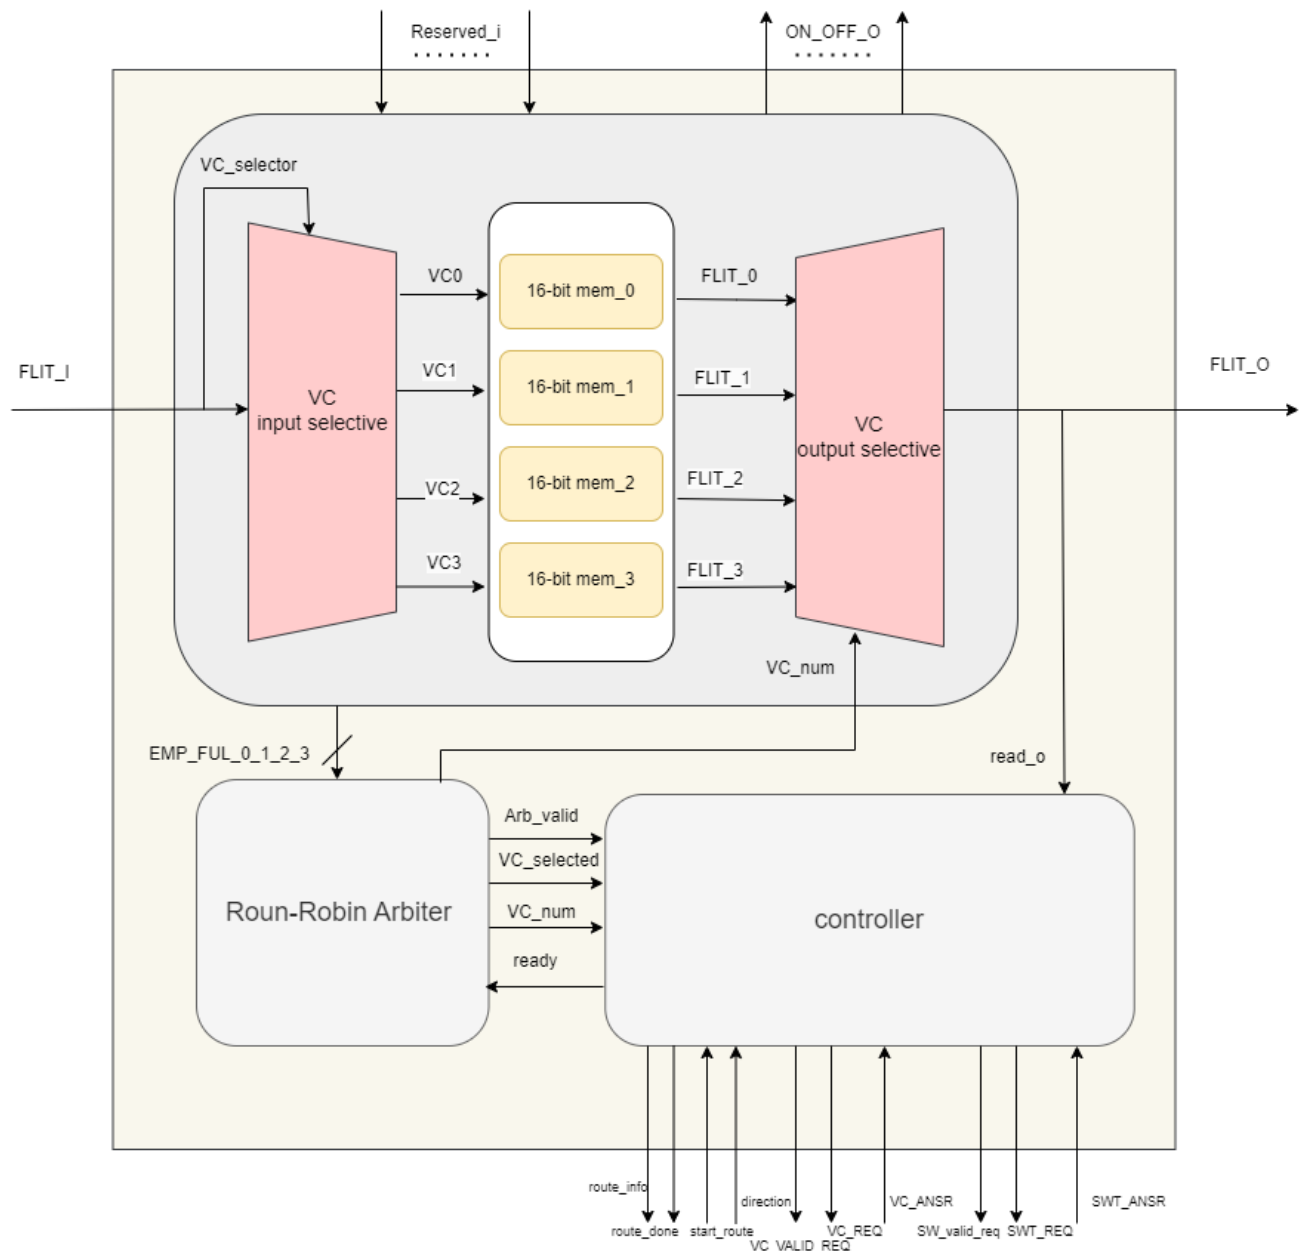 Reserved_i
.......
ON_OFF_O
.......
VC_selector
VC0
16-bit mem_0
FLIT_0
FLIT_I
VC1
16-bit mem_1
FLIT_1
FLIT_O
VC
input selective
VC
output selective
VC2
16-bit mem_2
FLIT_2
VC3
16-bit mem_3
FLIT_3
VC_num
EMP_FUL_0_1_2_3
read_o
Arb_valid
VC_selected
VC_num
ready
Roun-Robin Arbiter
controller
route_info
direction
VC_ANSR
SWT_ANSR
route_done
start_route
VC_REQ
SW_valid_req
SWT_REQ
VC_VALID_REQ